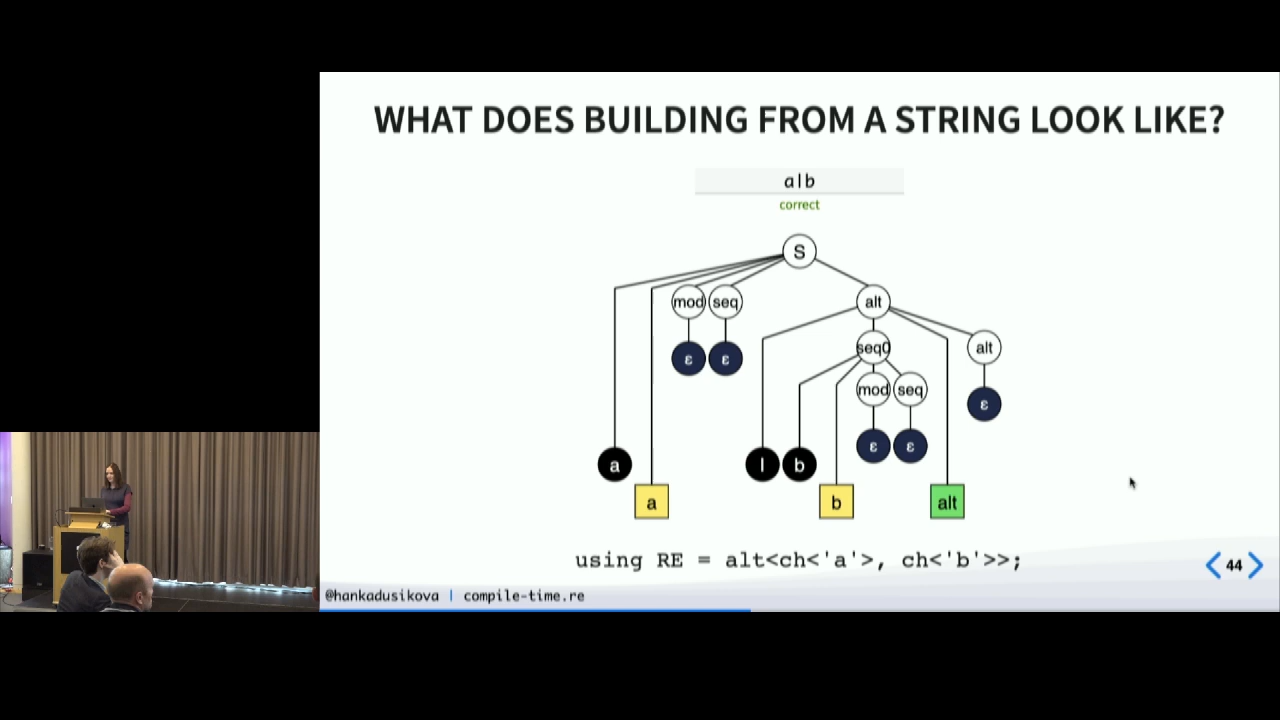 WHAT DOES BUILDING FROM A STRING LOOK LIKE?
a|b
correct
S
mod seq alt
ε ε seq0 alt
mod seq ε
ε ε
a | b
a b alt
using RE = alt<ch<'a'>, ch<'b'>>;
44
@hankadusikova | compile-time.re